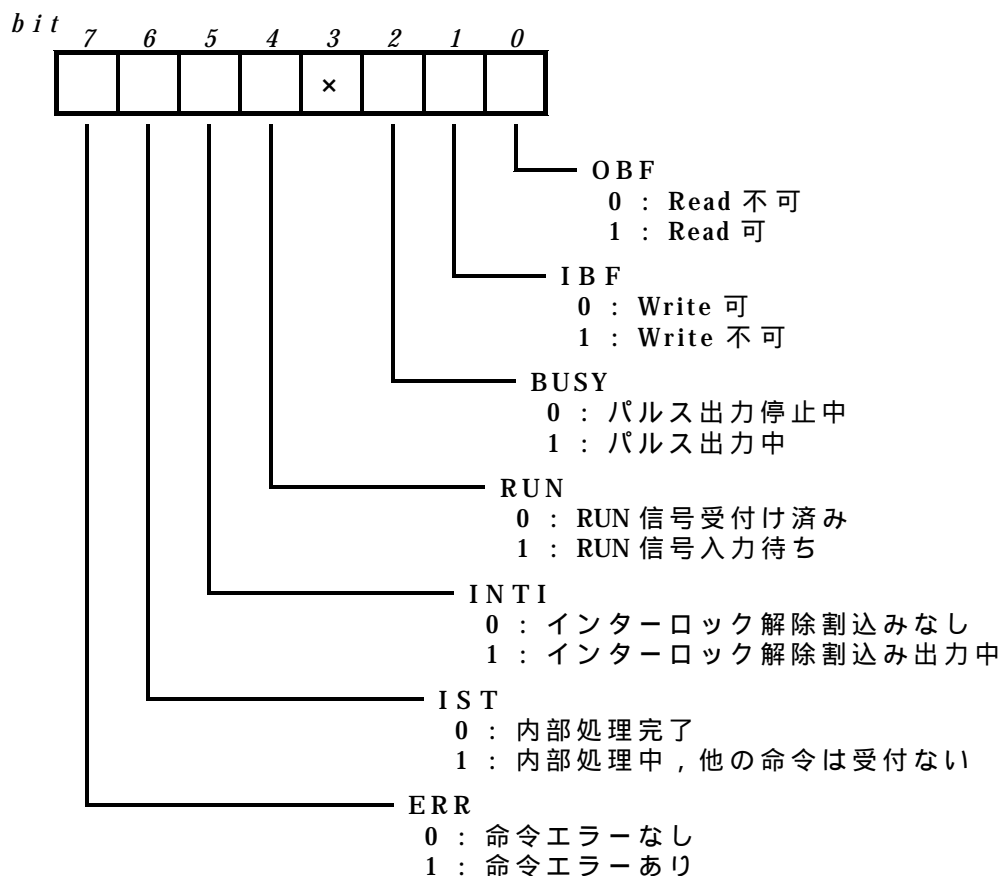 bit
7 6 5 4 3 2 1 0
×
OBF
0 : Read 不可
1 : Read 可
IBF
0 : Write 可
1 : Write 不可
BUSY
0 : パルス出力停止中
1 : パルス出力中
RUN
0 : RUN 信号受付け済み
1 : RUN 信号入力待ち
INTI
0 : インターロック解除割込みなし
1 : インターロック解除割込み出力中
IST
0 : 内部処理完了
1 : 内部処理中 , 他の命令は受付ない
ERR
0 : 命令エラーなし
1 : 命令エラーあり